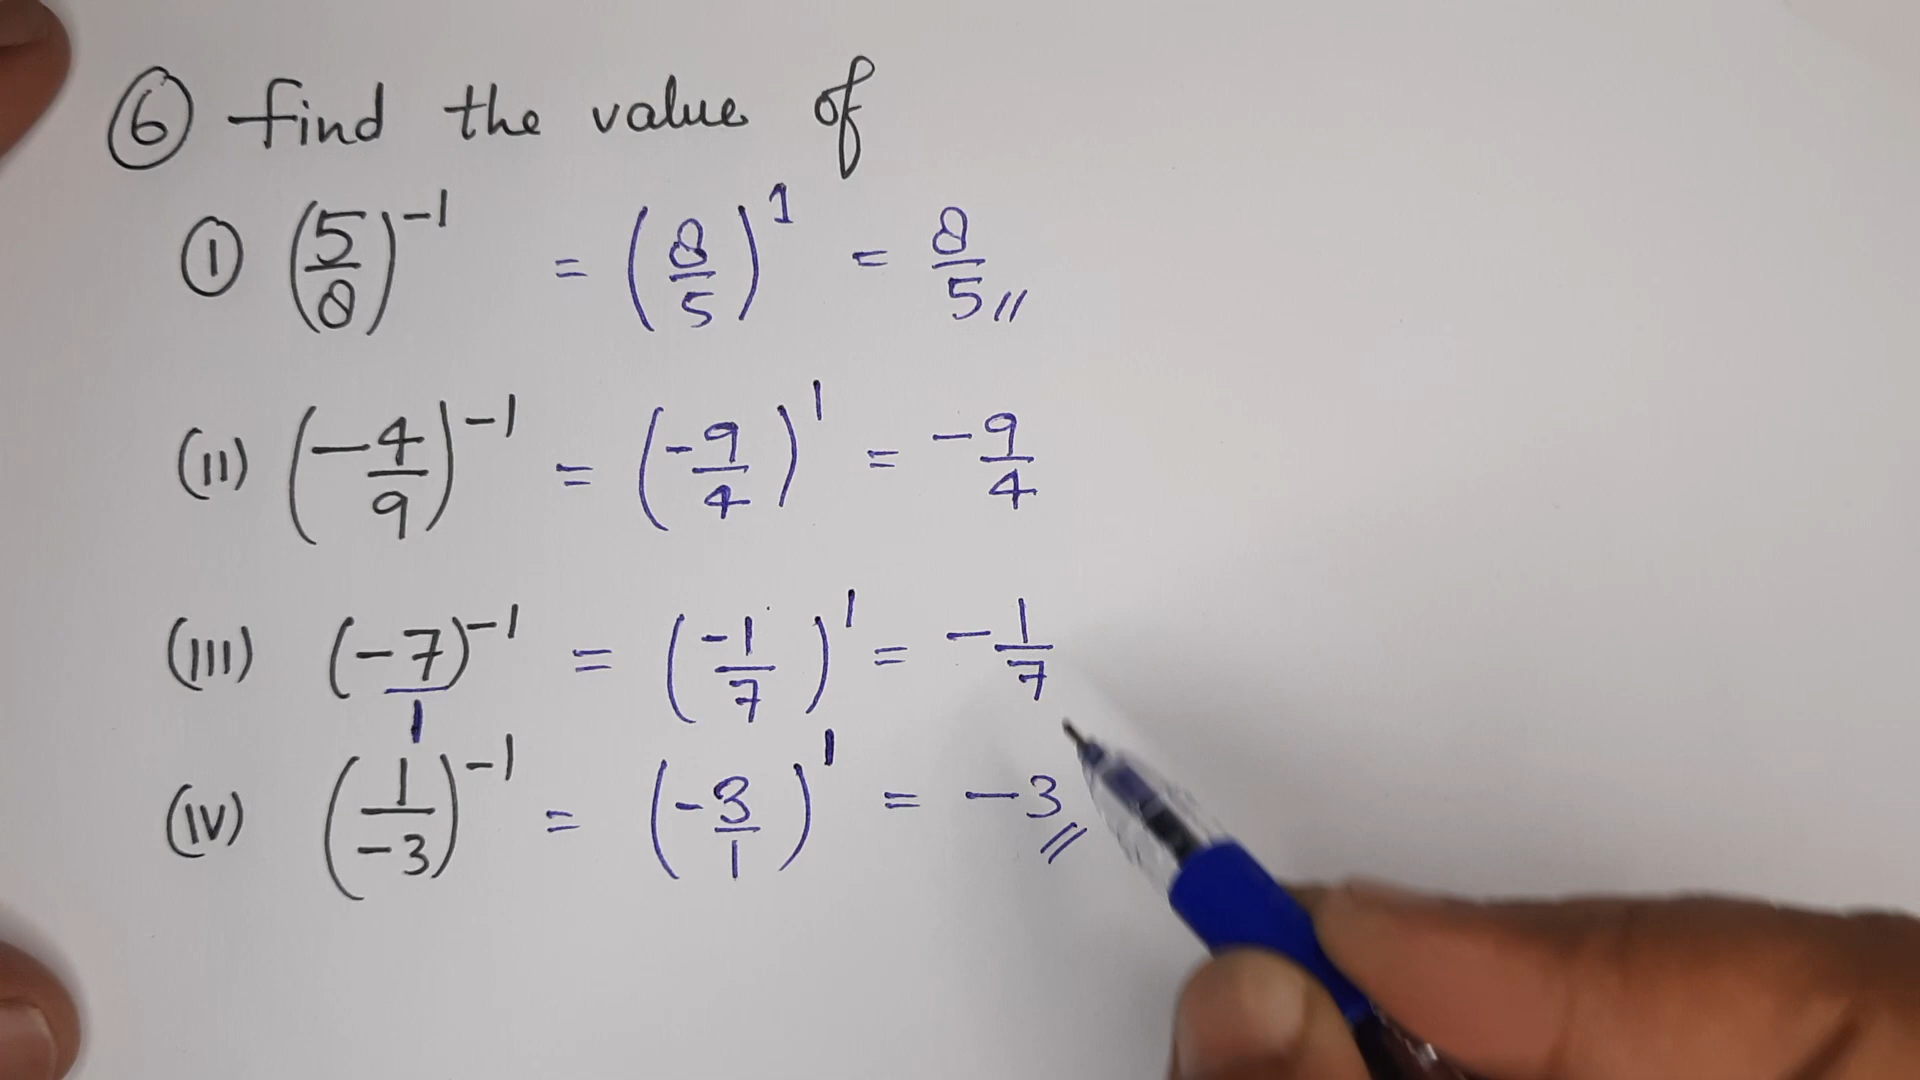 ⑥ find the value of
① (5/8)^-1 = (8/5)^1 = 8/5 //
(ii) (-4/9)^-1 = (-9/4)^1 = -9/4
(iii) (-7/1)^-1 = (-1/7)^1 = -1/7
(iv) (1/-3)^-1 = (-3/1)^1 = -3 //